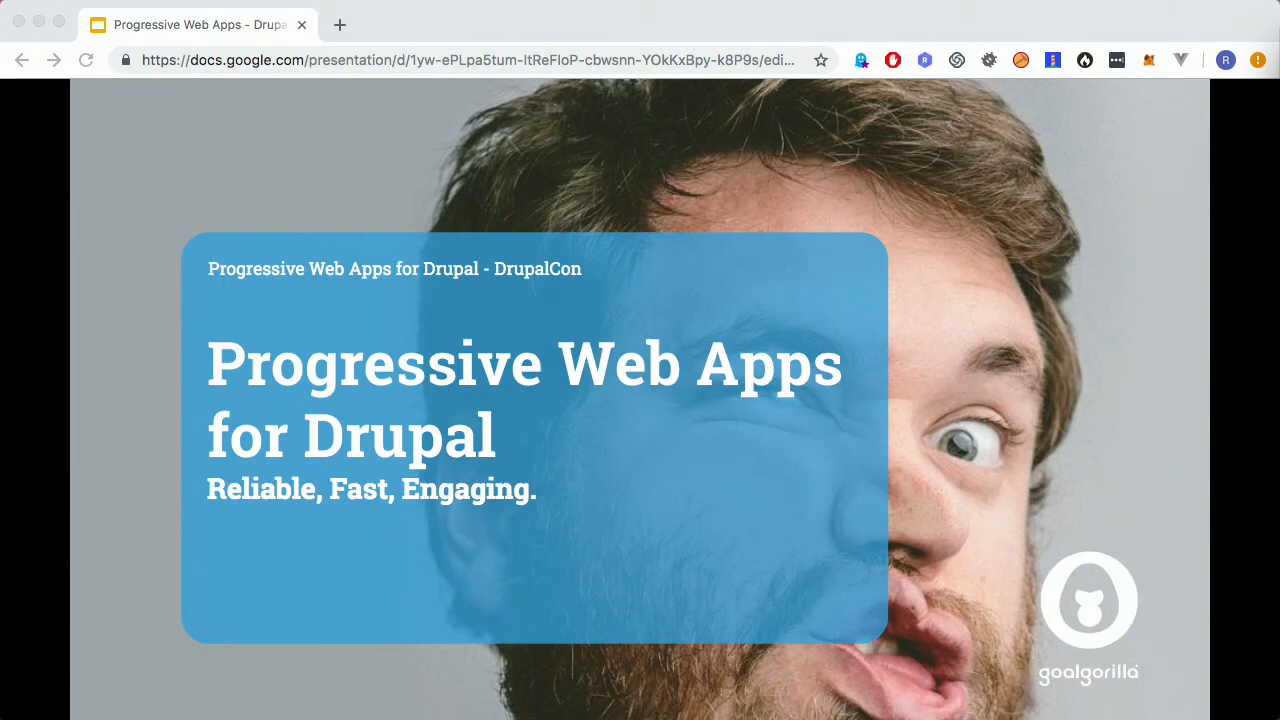 Progressive Web Apps - Drupa
https://docs.google.com/presentation/d/1yw-ePLpa5tum-ItReFIoP-cbwsnn-YOkKxBpy-k8P9s/edi...
R
R
Progressive Web Apps for Drupal - DrupalCon
Progressive Web Apps
for Drupal
Reliable, Fast, Engaging.
goalgorilla